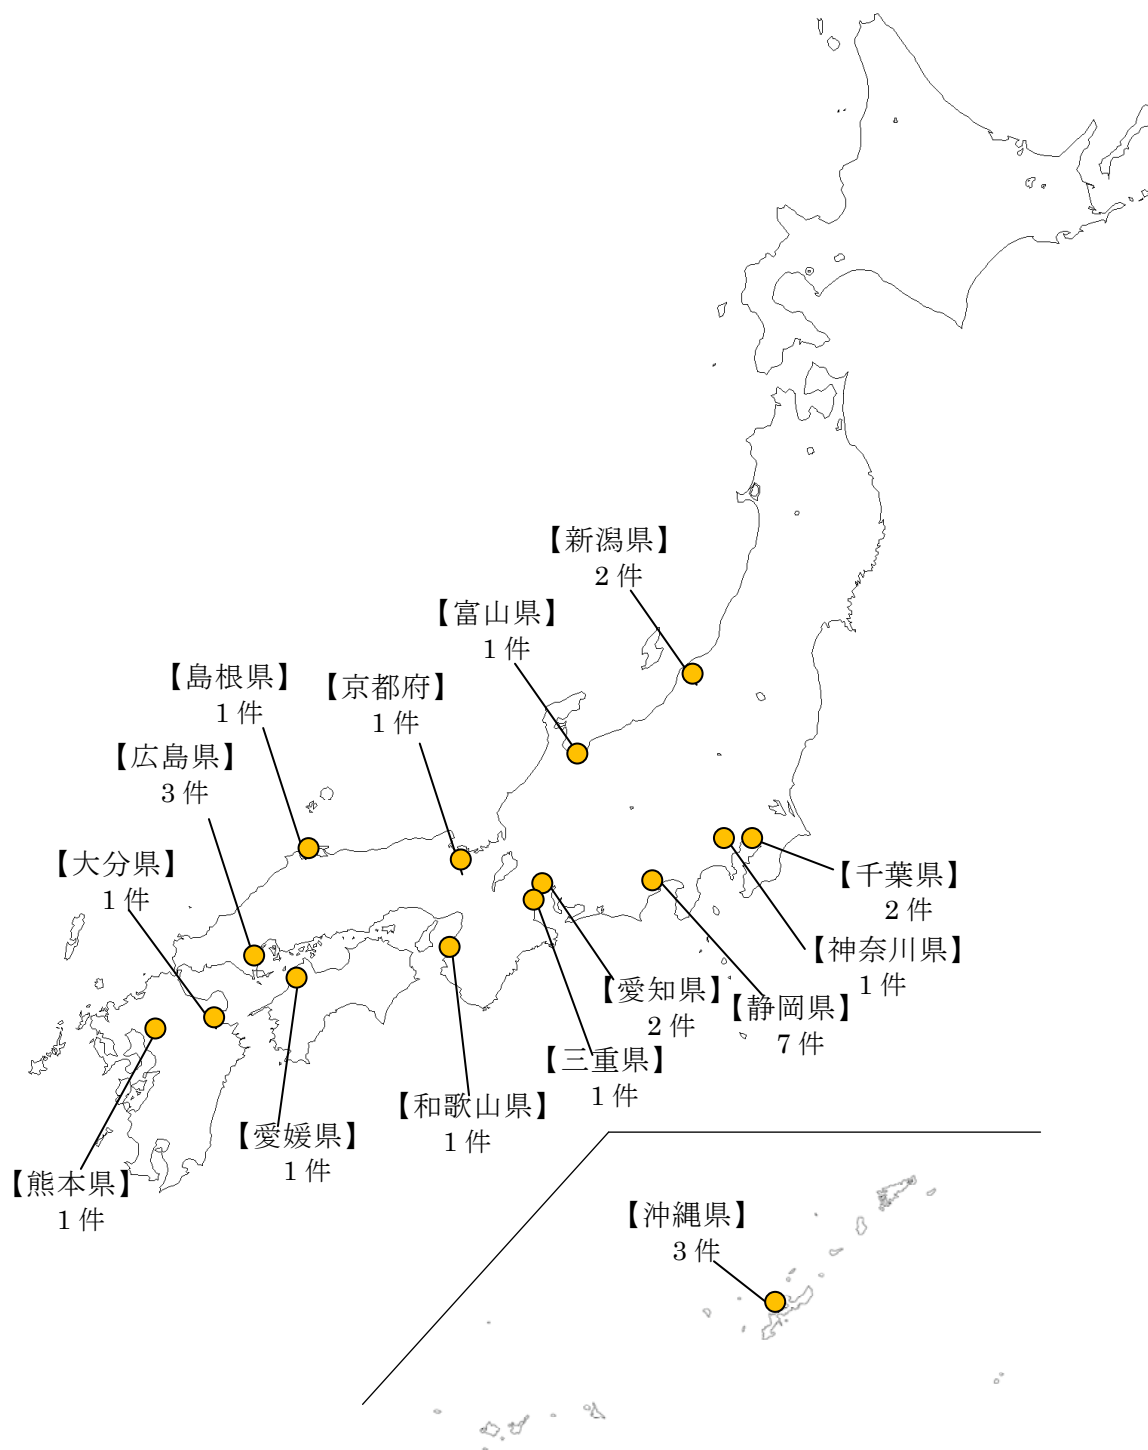 【新潟県】
2 件
【富山県】
1 件
【島根県】
1 件
【京都府】
1 件
【広島県】
3 件
【大分県】
1 件
【千葉県】
2 件
【神奈川県】
1 件
【愛知県】
2 件
【静岡県】
7 件
【三重県】
1 件
【和歌山県】
1 件
【愛媛県】
1 件
【熊本県】
1 件
【沖縄県】
3 件